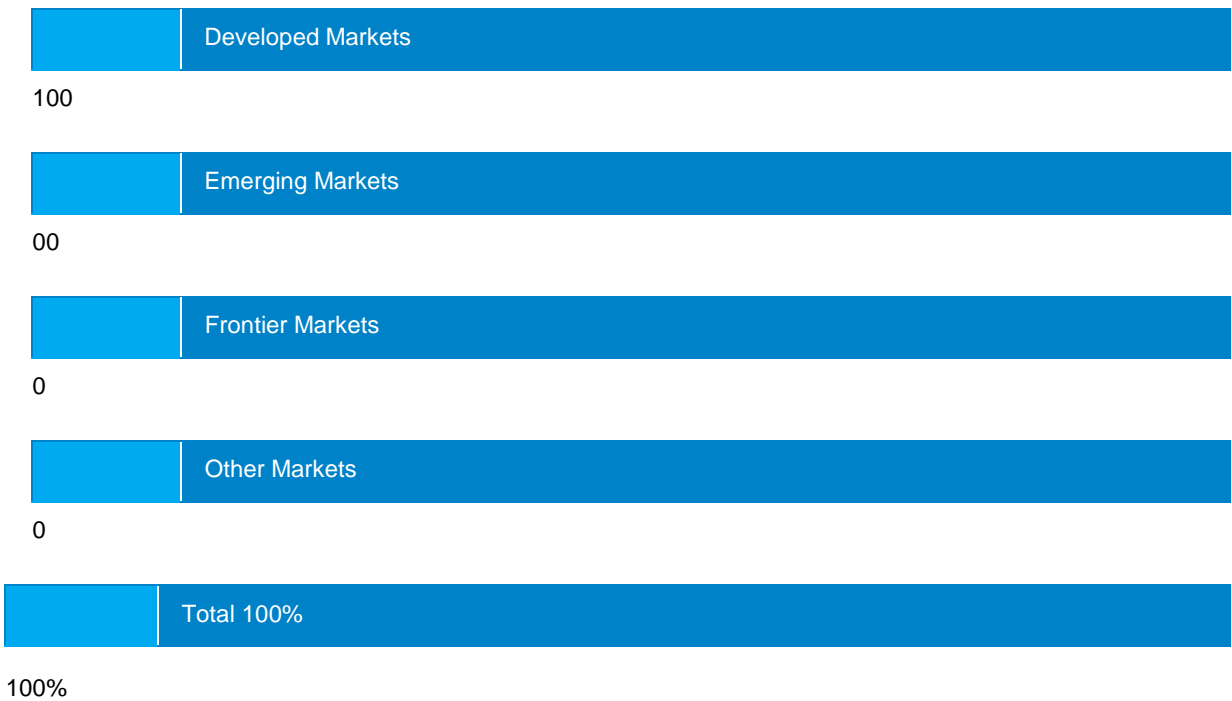 Developed Markets
100
Emerging Markets
00
Frontier Markets
0
Other Markets
0
Total 100%
100%